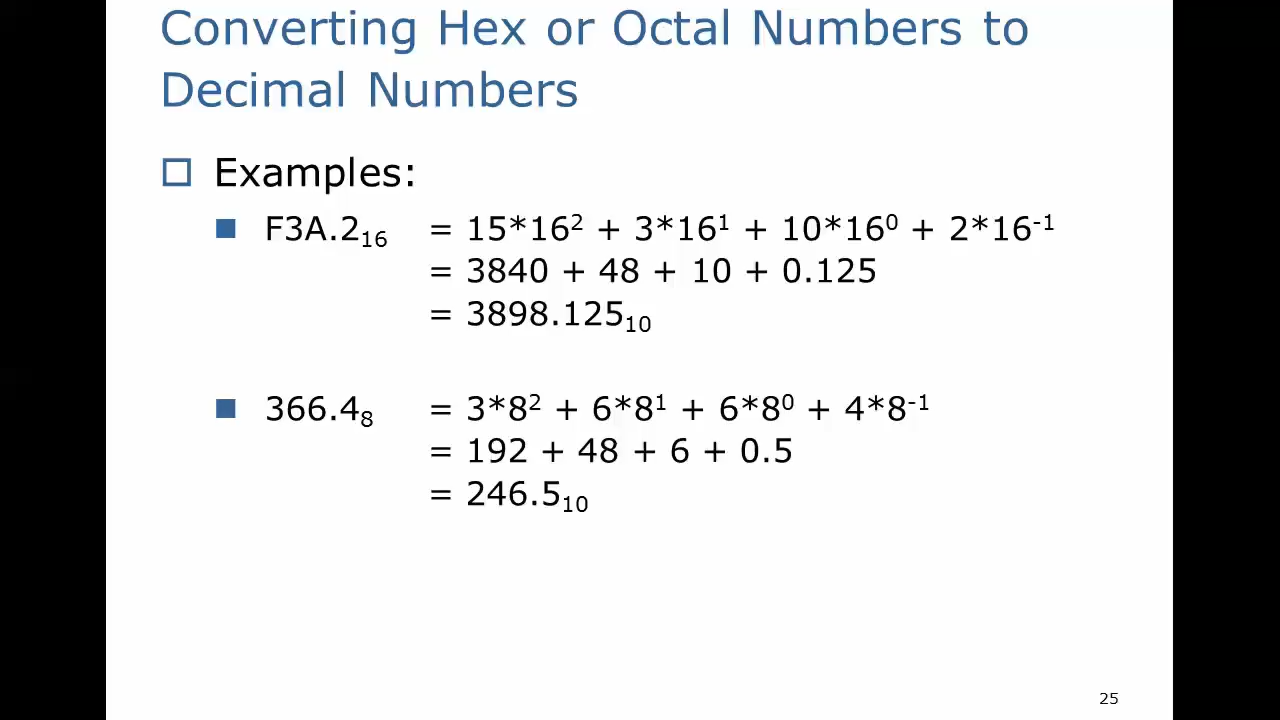 Converting Hex or Octal Numbers to
Decimal Numbers
Examples:
F3A.2₁₆ = 15*16² + 3*16¹ + 10*16⁰ + 2*16⁻¹
= 3840 + 48 + 10 + 0.125
= 3898.125₁₀
366.4₈ = 3*8² + 6*8¹ + 6*8⁰ + 4*8⁻¹
= 192 + 48 + 6 + 0.5
= 246.5₁₀
25